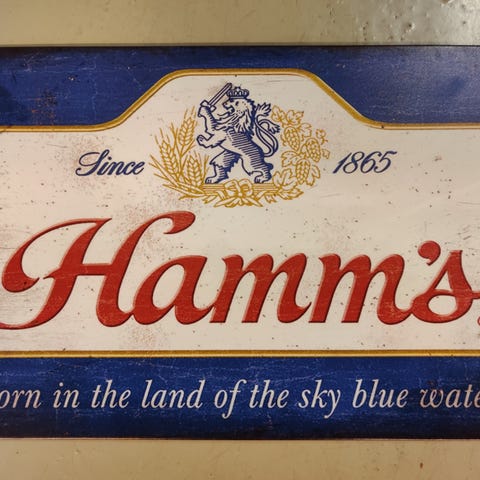 Since 1865
Hamm's
orn in the land of the sky blue wate